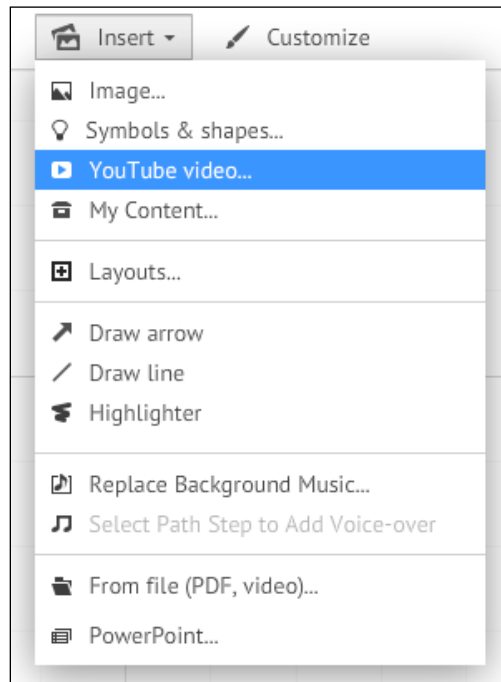 Insert Customize
Image...
Symbols & shapes...
YouTube video...
My Content...
Layouts...
Draw arrow
Draw line
Highlighter
Replace Background Music...
Select Path Step to Add Voice-over
From file (PDF, video)...
PowerPoint...